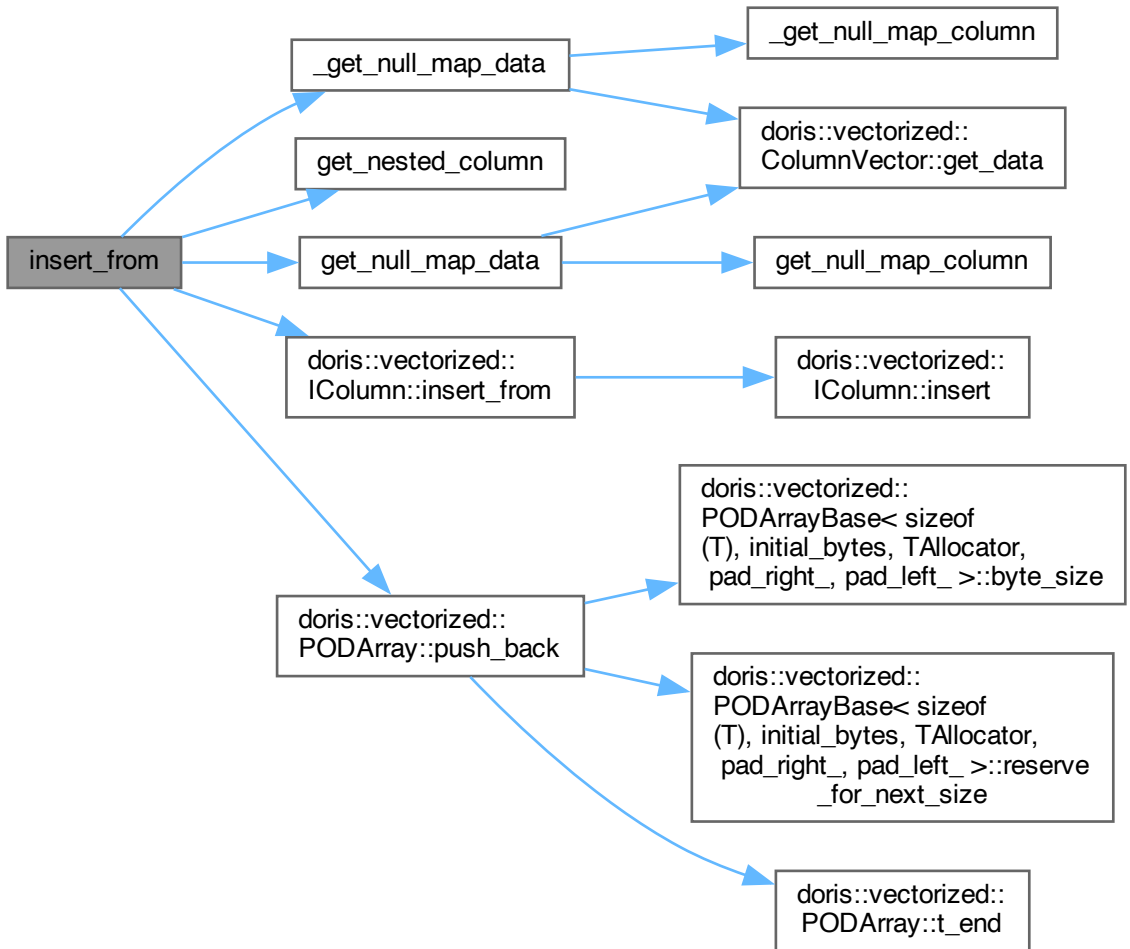 _get_null_map_column
_get_null_map_data
doris::vectorized::
ColumnVector::get_data
get_nested_column
insert_from
get_null_map_data
get_null_map_column
doris::vectorized::
IColumn::insert_from
doris::vectorized::
IColumn::insert
doris::vectorized::
PODArrayBase< sizeof
(T), initial_bytes, TAllocator,
pad_right_, pad_left_ >::byte_size
doris::vectorized::
PODArray::push_back
doris::vectorized::
PODArrayBase< sizeof
(T), initial_bytes, TAllocator,
pad_right_, pad_left_ >::reserve
_for_next_size
doris::vectorized::
PODArray::t_end